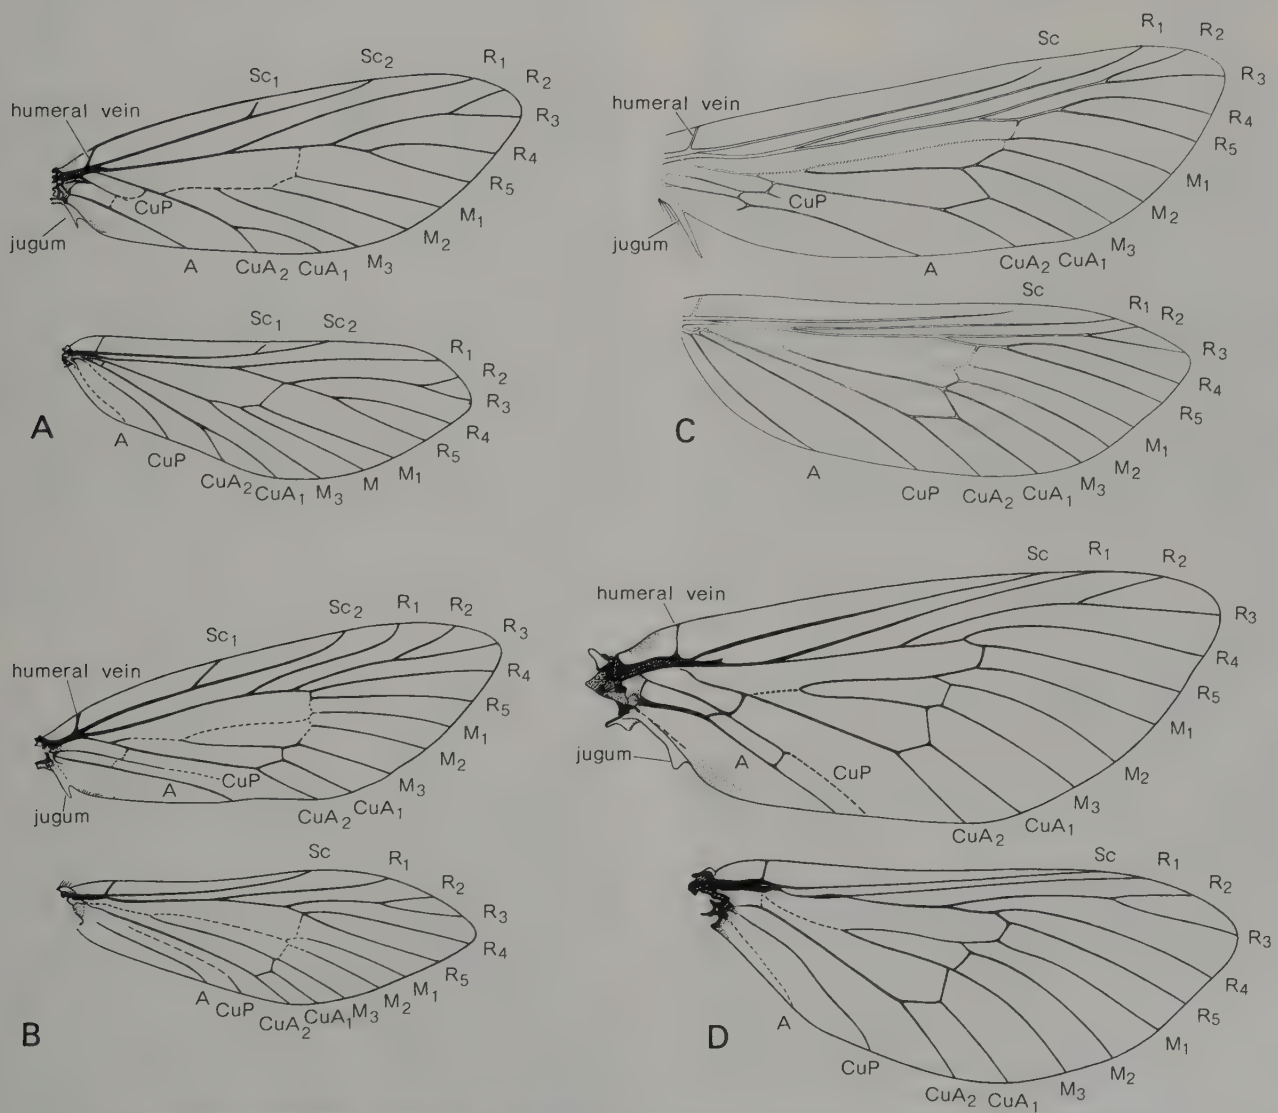 Sc₁
Sc₂
R₁
R₂
R₃
R₄
R₅
M₁
M₂
M₃
CuA₁
CuA₂
A
CuP
humeral vein
jugum
Sc₁
Sc₂
R₁
R₂
R₃
R₄
R₅
M₁
M
M₃
CuA₁
CuA₂
CuP
A
A
Sc
R₁
R₂
R₃
R₄
R₅
M₁
M₂
M₃
CuA₁
CuA₂
A
CuP
humeral vein
jugum
Sc
R₁
R₂
R₃
R₄
R₅
M₁
M₂
M₃
CuA₁
CuA₂
CuP
A
C
Sc₁
Sc₂
R₁
R₂
R₃
R₄
R₅
M₁
M₂
M₃
CuA₁
CuA₂
CuP
A
humeral vein
jugum
Sc
R₁
R₂
R₃
R₄
R₅
M₁
M₂
M₃
CuA₁
CuA₂
CuP
A
B
Sc
R₁
R₂
R₃
R₄
R₅
M₁
M₂
M₃
CuA₁
CuA₂
CuP
A
humeral vein
jugum
Sc
R₁
R₂
R₃
R₄
R₅
M₁
M₂
M₃
CuA₁
CuA₂
CuP
A
D